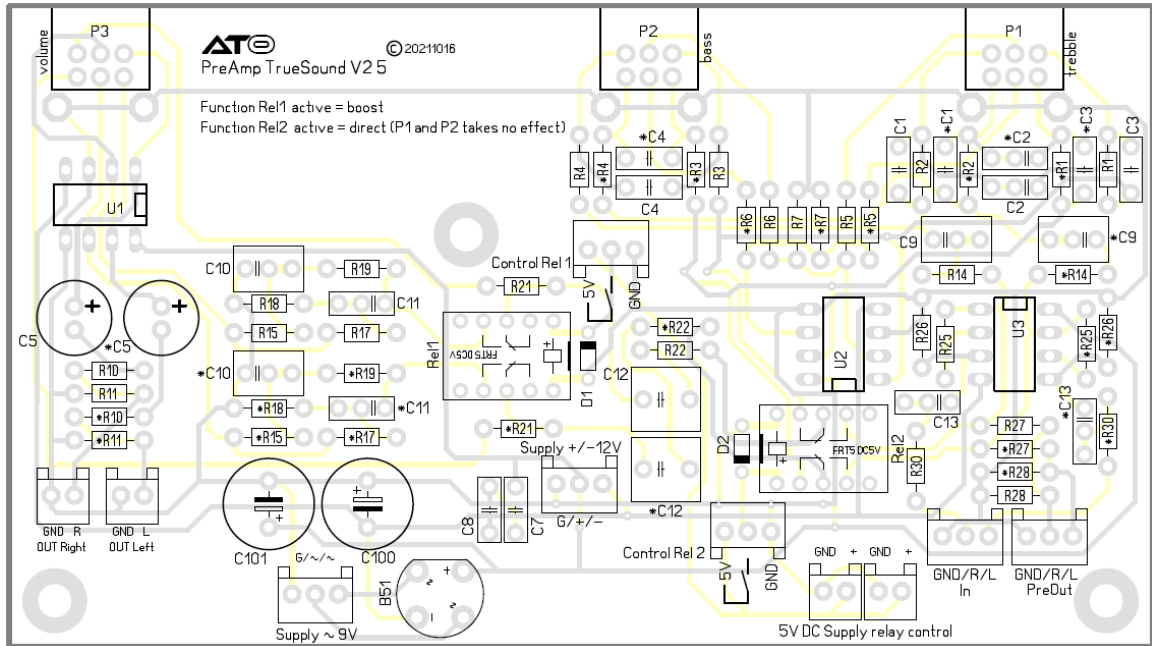 P3
volume
ATO
© 20211016
PreAmp TrueSound V2 5
P2
bass
P1
trebble
Function Rel1 active = boost
Function Rel2 active = direct (P1 and P2 takes no effect)
*C4
R4
*R4
*R3
R3
C4
C1
R2
*C1
*R2
*C2
C2
*R1
*C3
R1
C3
U1
*R6
R6
R7
*R7
R5
*R5
C9
*C9
C10
R19
Control Rel 1
R14
*R14
R21
5V
GND
R18
C11
C5
*C5
R15
R17
Rel1
FRT5 DC5V
*R22
R22
U2
R26
R25
U3
*R25
*R26
R10
*C10
*R19
D1
C12
R11
*R10
*R18
*C11
C13
*C13
*R11
*R15
*R17
*R21
D2
FRT5 DC5V
Rel2
R27
*R27
*R30
R30
*R28
R28
Supply +/-12V
GND R
OUT Right
GND L
OUT Left
C8
C7
G/+/-
*C12
C101
G/~/~
C100
B51
+
~
~
-
Control Rel 2
5V
GND
GND +
GND +
GND/R/L
In
GND/R/L
PreOut
Supply ~ 9V
5V DC Supply relay control